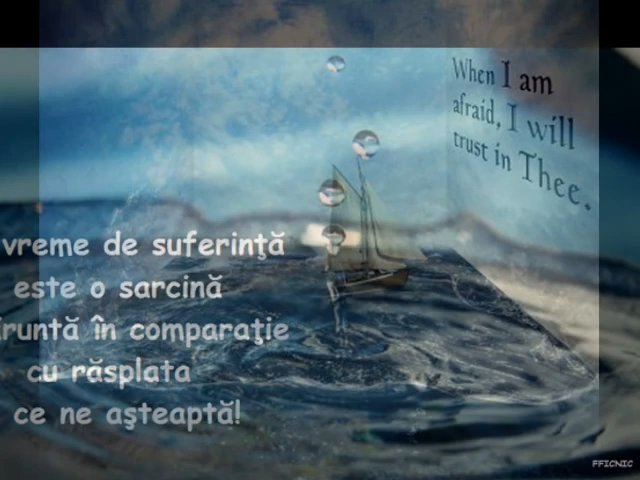 When I am
afraid, I will
trust in Thee.
vreme de suferinţă
este o sarcină
runtă în comparaţie
cu răsplata
ce ne aşteaptă!
FFICNIC